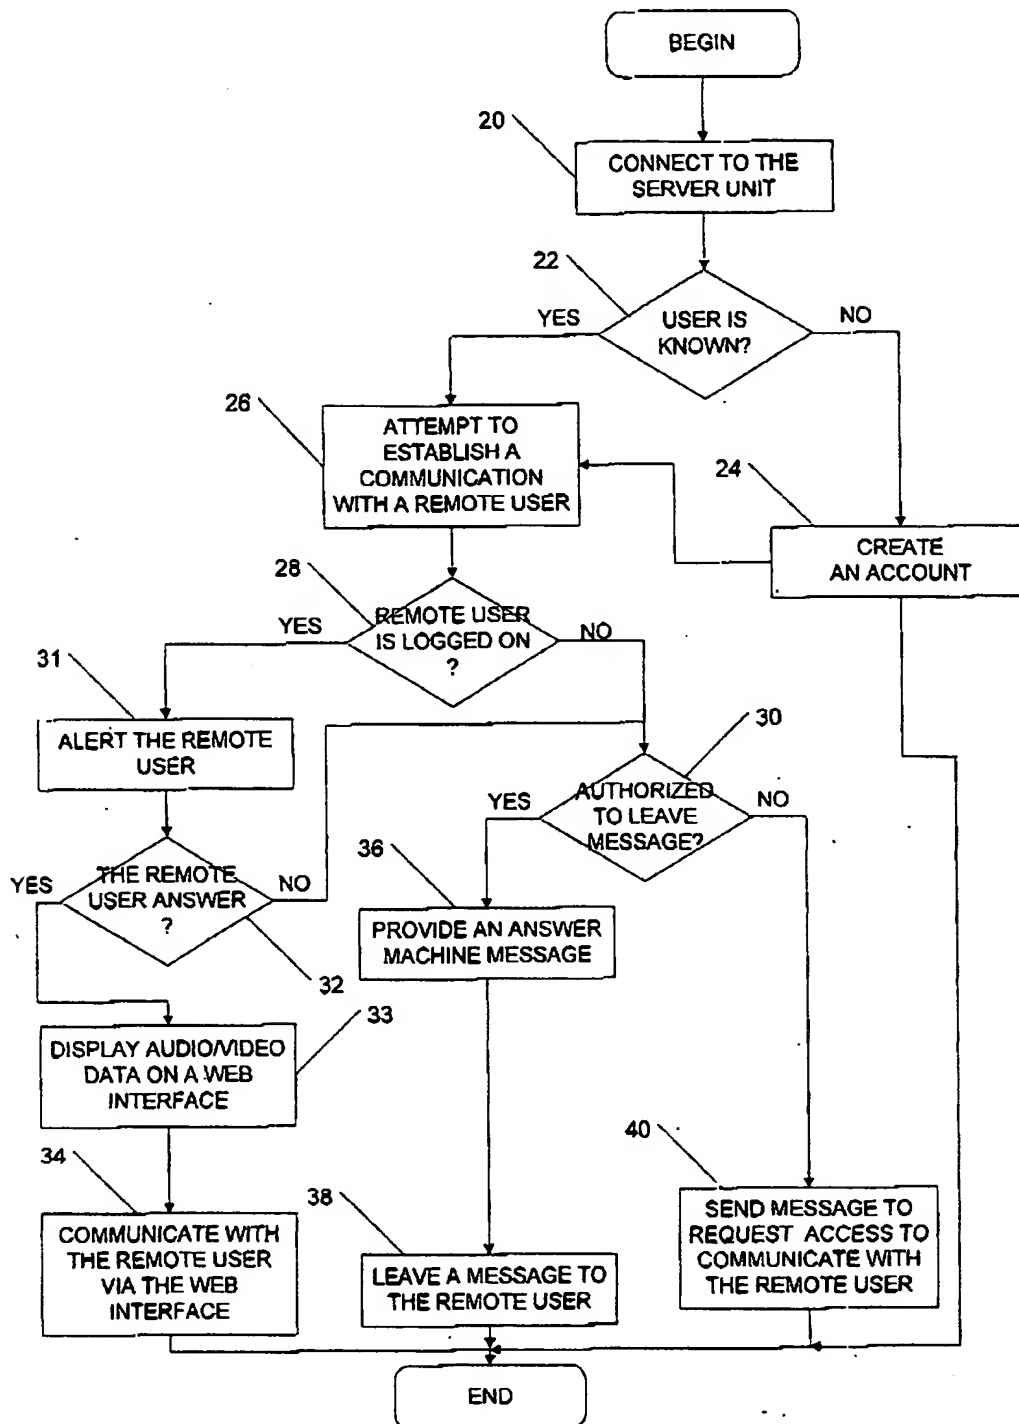 BEGIN
20
CONNECT TO THE
SERVER UNIT
22
YES
USER IS
KNOWN?
NO
26
ATTEMPT TO
ESTABLISH A
COMMUNICATION
WITH A REMOTE USER
24
CREATE
AN ACCOUNT
28
YES
REMOTE USER
IS LOGGED ON
?
NO
31
ALERT THE REMOTE
USER
30
YES
AUTHORIZED
TO LEAVE
MESSAGE?
NO
YES
THE REMOTE
USER ANSWER
?
NO
32
36
PROVIDE AN ANSWER
MACHINE MESSAGE
33
DISPLAY AUDIO/VIDEO
DATA ON A WEB
INTERFACE
34
COMMUNICATE WITH
THE REMOTE USER
VIA THE WEB
INTERFACE
38
LEAVE A MESSAGE TO
THE REMOTE USER
40
SEND MESSAGE TO
REQUEST ACCESS TO
COMMUNICATE WITH
THE REMOTE USER
END